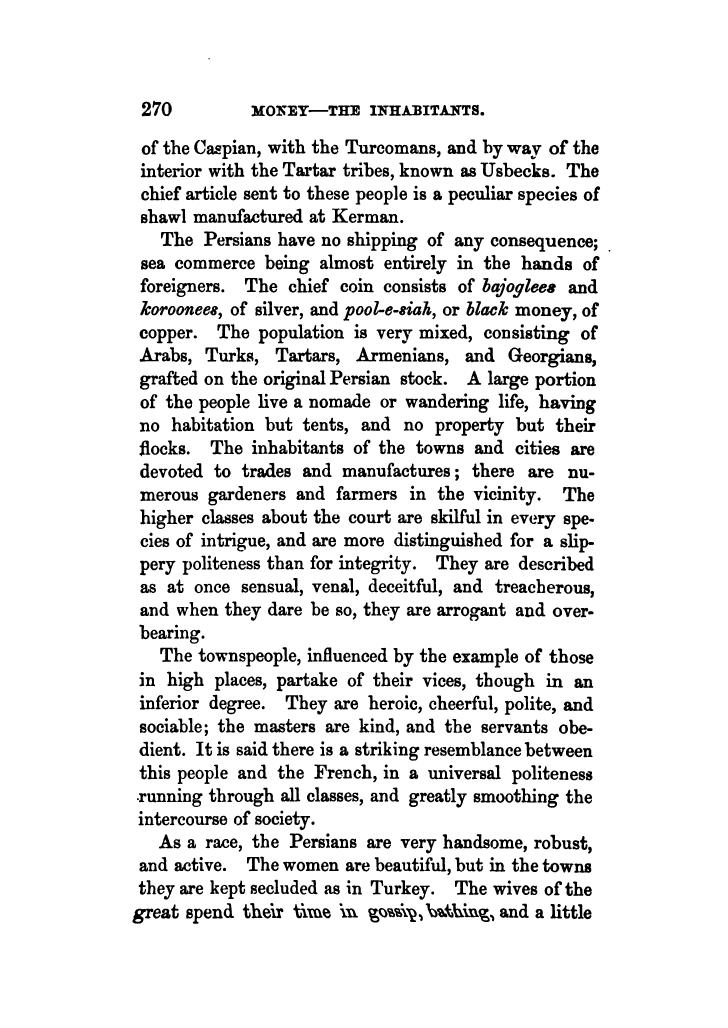 270 MONEY—THE INHABITANTS.
of the Caspian, with the Turcomans, and by way of the
interior with the Tartar tribes, known as Usbecks. The
chief article sent to these people is a peculiar species of
shawl manufactured at Kerman.
The Persians have no shipping of any consequence;
sea commerce being almost entirely in the hands of
foreigners. The chief coin consists of bajoglees and
koroonees, of silver, and pool-e-siah, or black money, of
copper. The population is very mixed, consisting of
Arabs, Turks, Tartars, Armenians, and Georgians,
grafted on the original Persian stock. A large portion
of the people live a nomade or wandering life, having
no habitation but tents, and no property but their
flocks. The inhabitants of the towns and cities are
devoted to trades and manufactures; there are nu-
merous gardeners and farmers in the vicinity. The
higher classes about the court are skilful in every spe-
cies of intrigue, and are more distinguished for a slip-
pery politeness than for integrity. They are described
as at once sensual, venal, deceitful, and treacherous,
and when they dare be so, they are arrogant and over-
bearing.
The townspeople, influenced by the example of those
in high places, partake of their vices, though in an
inferior degree. They are heroic, cheerful, polite, and
sociable; the masters are kind, and the servants obe-
dient. It is said there is a striking resemblance between
this people and the French, in a universal politeness
running through all classes, and greatly smoothing the
intercourse of society.
As a race, the Persians are very handsome, robust,
and active. The women are beautiful, but in the towns
they are kept secluded as in Turkey. The wives of the
great spend their time in gossip, bathing, and a little